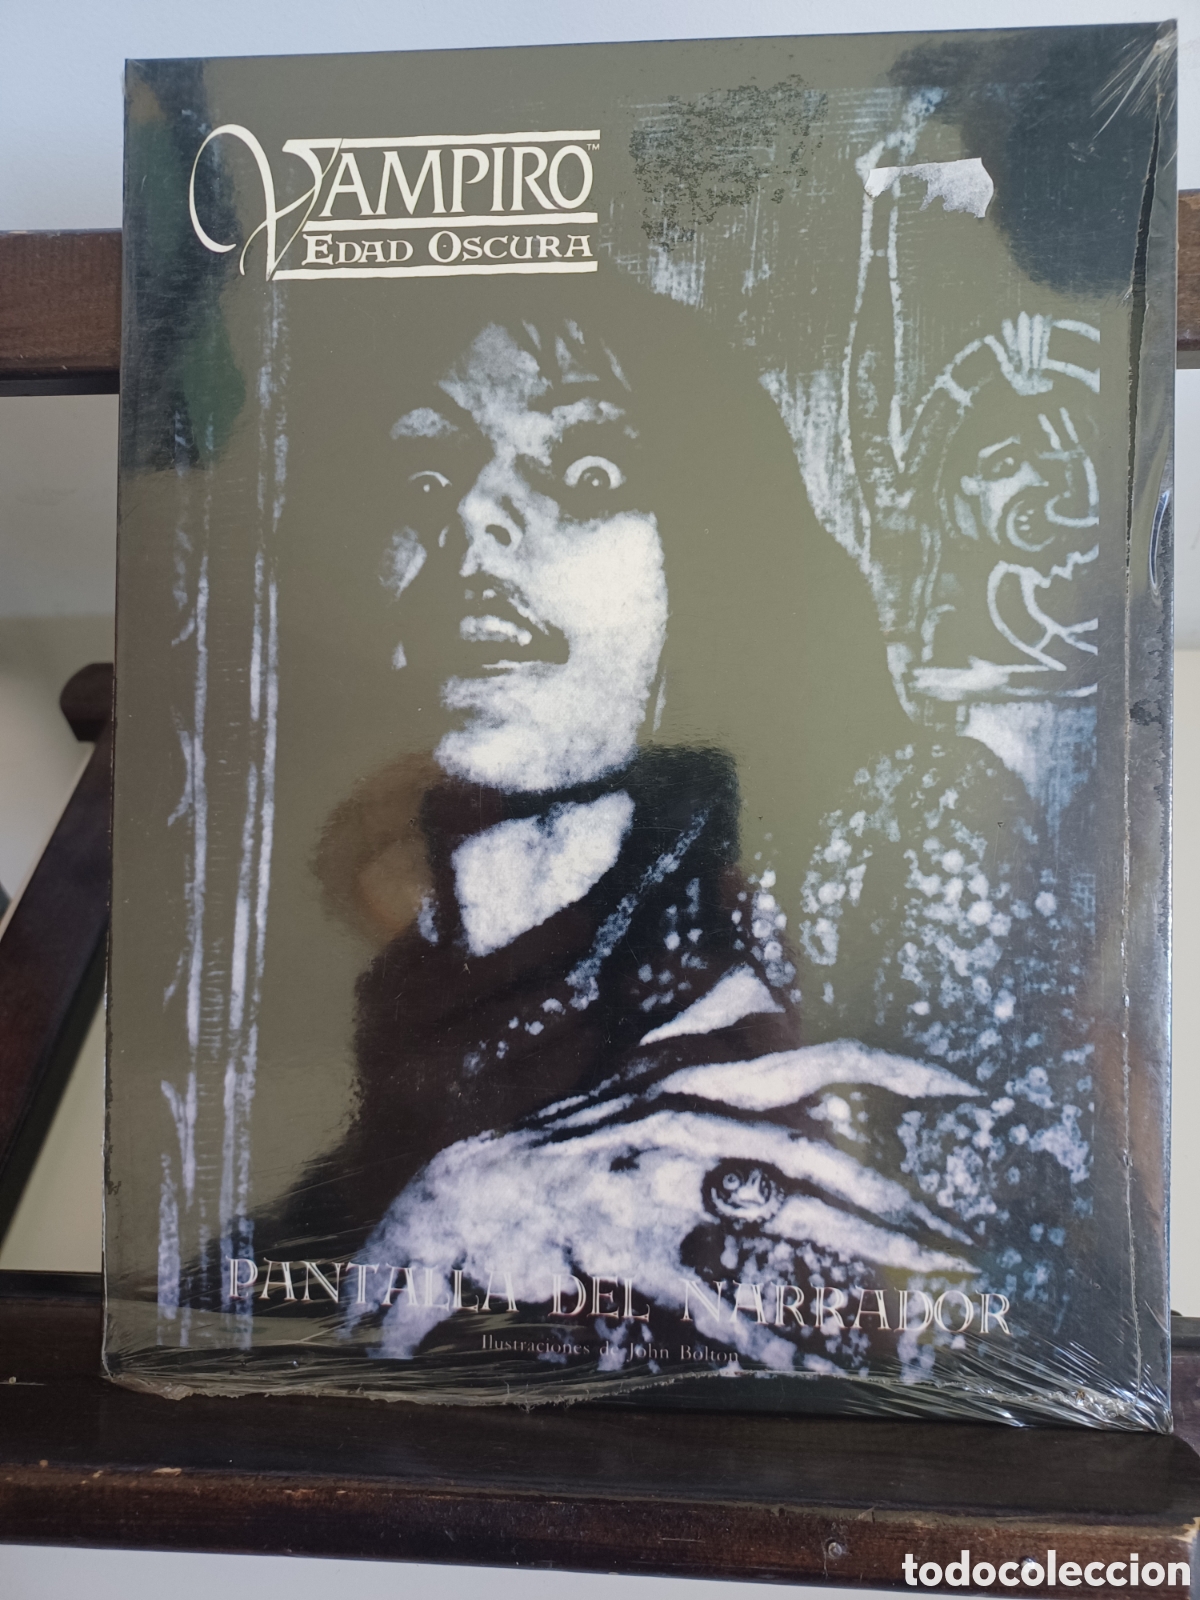 VAMPIRO™
EDAD OSCURA
PANTALLA DEL NARRADOR
Ilustraciones de John Bolton
todocoleccion